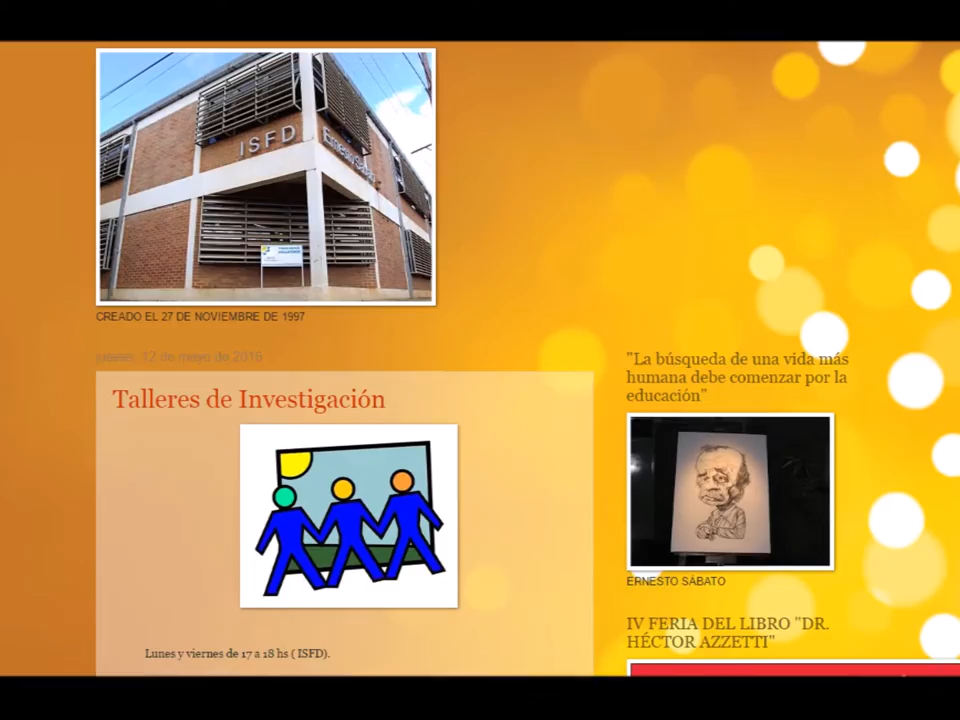 ISFD
CREADO EL 27 DE NOVIEMBRE DE 1997
jueves, 12 de mayo de 2016
Talleres de Investigación
Lunes y viernes de 17 a 18 hs ( ISFD).
"La búsqueda de una vida más
humana debe comenzar por la
educación"
ERNESTO SÁBATO
IV FERIA DEL LIBRO "DR.
HÉCTOR AZZETTI"